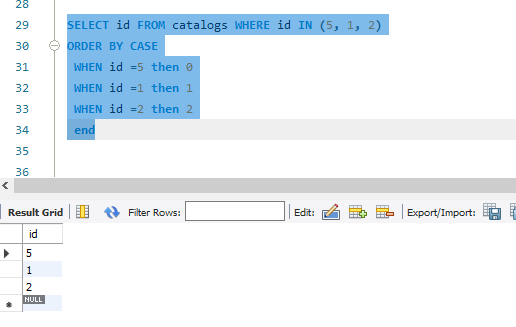 28
29 SELECT id FROM catalogs WHERE id IN (5, 1, 2)
30 ORDER BY CASE
31 WHEN id =5 then 0
32 WHEN id =1 then 1
33 WHEN id =2 then 2
34 end
35
36
Result Grid Filter Rows: Edit: Export/Import:
id
5
1
2
NULL